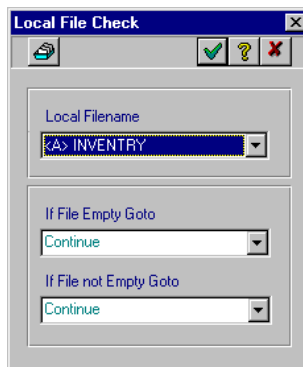 Local File Check
Local Filename
<A> INVENTRY
If File Empty Goto
Continue
If File not Empty Goto
Continue